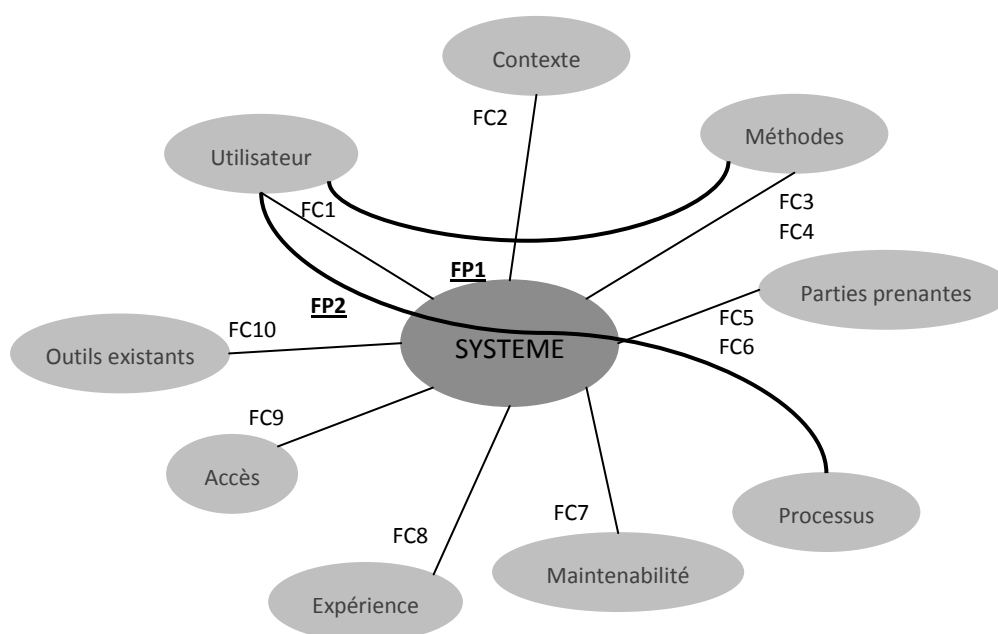 Contexte
FC2
Méthodes
Utilisateur
FC1
FC3
FC4
FP1
FP2
Parties prenantes
FC5
FC6
FC10
SYSTEME
Outils existants
FC9
Accès
FC7
Processus
FC8
Maintenabilité
Expérience